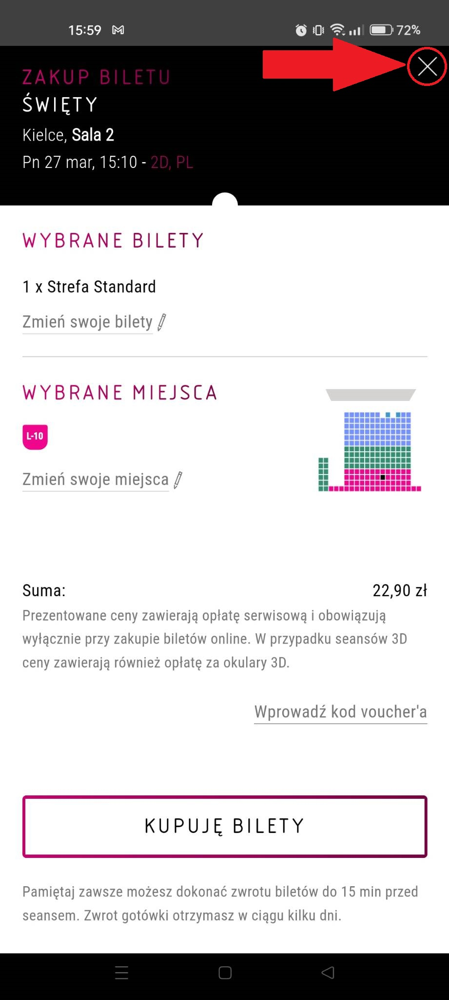 15:59 72%
ZAKUP BILETU
ŚWIĘTY
Kielce, Sala 2
Pn 27 mar, 15:10 - 2D, PL
WYBRANE BILETY
1 x Strefa Standard
Zmień swoje bilety
WYBRANE MIEJSCA
L-10
Zmień swoje miejsca
Suma: 22,90 zł
Prezentowane ceny zawierają opłatę serwisową i obowiązują
wyłącznie przy zakupie biletów online. W przypadku seansów 3D
ceny zawierają również opłatę za okulary 3D.
Wprowadź kod voucher'a
KUPUJĘ BILETY
Pamiętaj zawsze możesz dokonać zwrotu biletów do 15 min przed
seansem. Zwrot gotówki otrzymasz w ciągu kilku dni.